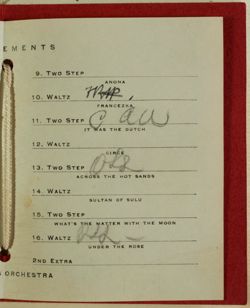 EMENTS
9. TWO STEP
ANONA
10. WALTZ
FRANCEZKA
11. TWO STEP
IT WAS THE DUTCH
12. WALTZ
CIRCE
13. TWO STEP
ACROSS THE HOT SANDS
14. WALTZ
SULTAN OF SULU
15. TWO STEP
WHAT'S THE MATTER WITH THE MOON
16. WALTZ
UNDER THE ROSE
2ND EXTRA
ORCHESTRA